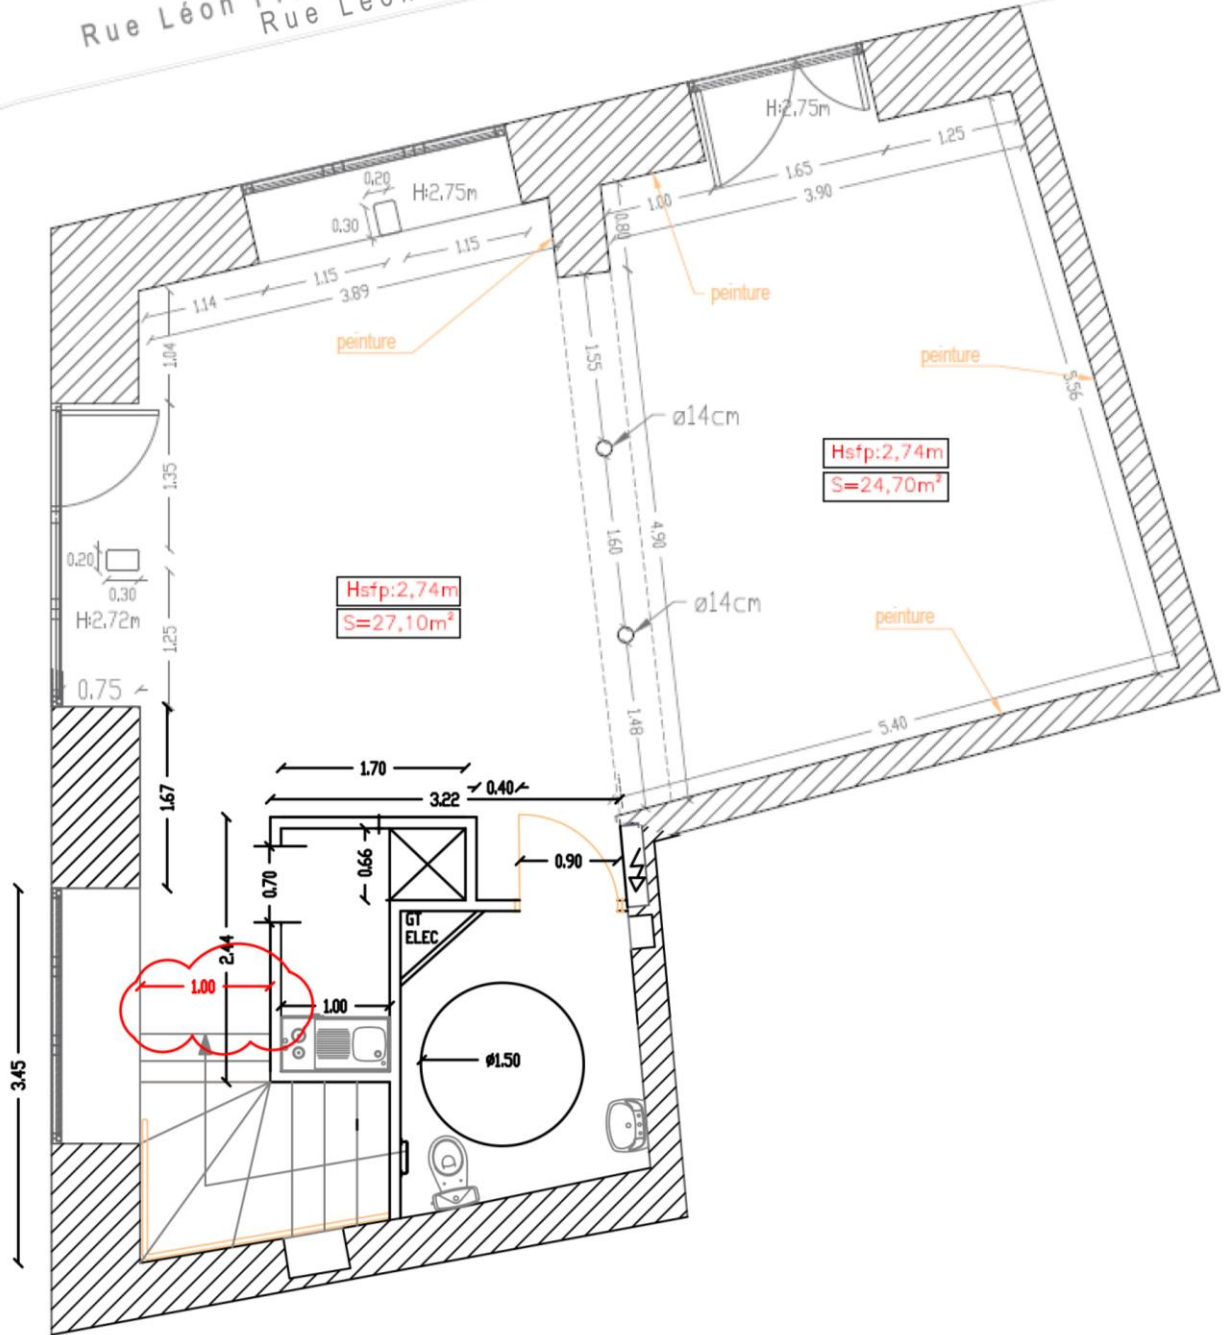 Rue Léon
Rue Léon
H:2.75m
1.25
1.65
3.90
1.00
0.80
0.20
H:2.75m
0.30
1.15
1.15
1.14
3.89
peinture
peinture
peinture
1.04
1.55
5.56
ø14cm
Hsfp:2,74m
S=24,70m²
1.35
1.60
4.90
0.20
0.30
H:2.72m
Hsfp:2,74m
S=27,10m²
ø14cm
peinture
1.25
0.75
1.48
5.40
1.70
0.40
3.22
1.67
0.66
0.90
0.70
GT
ELEC
2.44
1.00
1.00
ø1.50
3.45